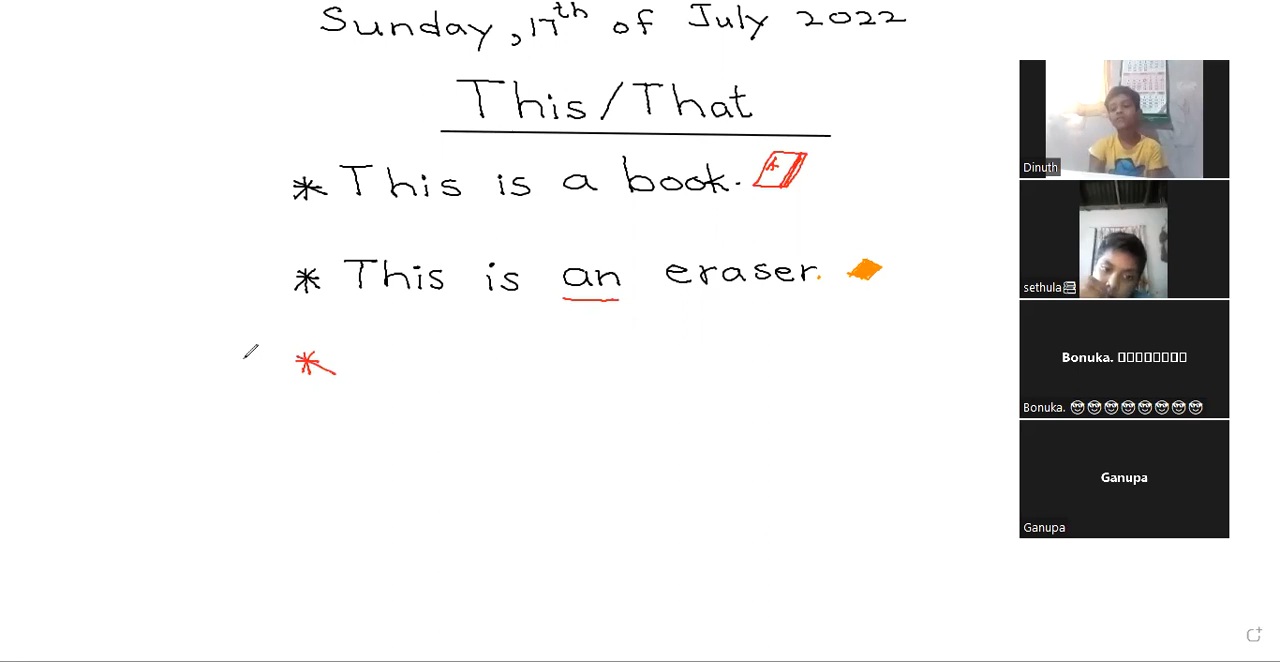 Sunday, 17th of July 2022
This/That
* This is a book.
* This is an eraser.
*
Dinuth
sethula
Bonuka.
Bonuka. 😎😎😎😎😎😎😎😎
Ganupa
Ganupa